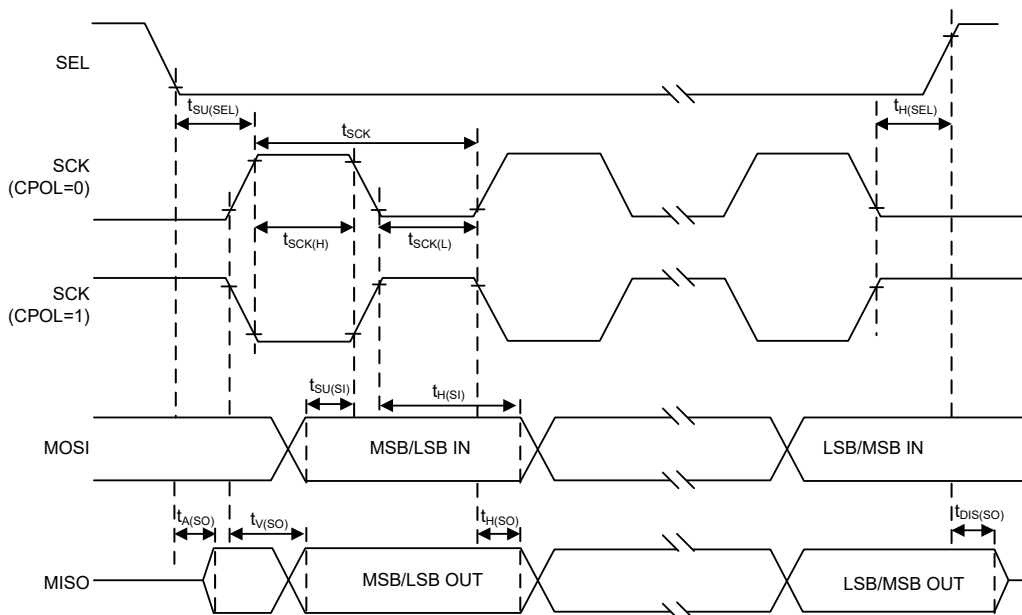 SEL
tSU(SEL)
tH(SEL)
tSCK
SCK
(CPOL=0)
tSCK(H)
tSCK(L)
SCK
(CPOL=1)
tSU(SI)
tH(SI)
MOSI
MSB/LSB IN
LSB/MSB IN
tA(SO)
tV(SO)
tH(SO)
tDIS(SO)
MISO
MSB/LSB OUT
LSB/MSB OUT